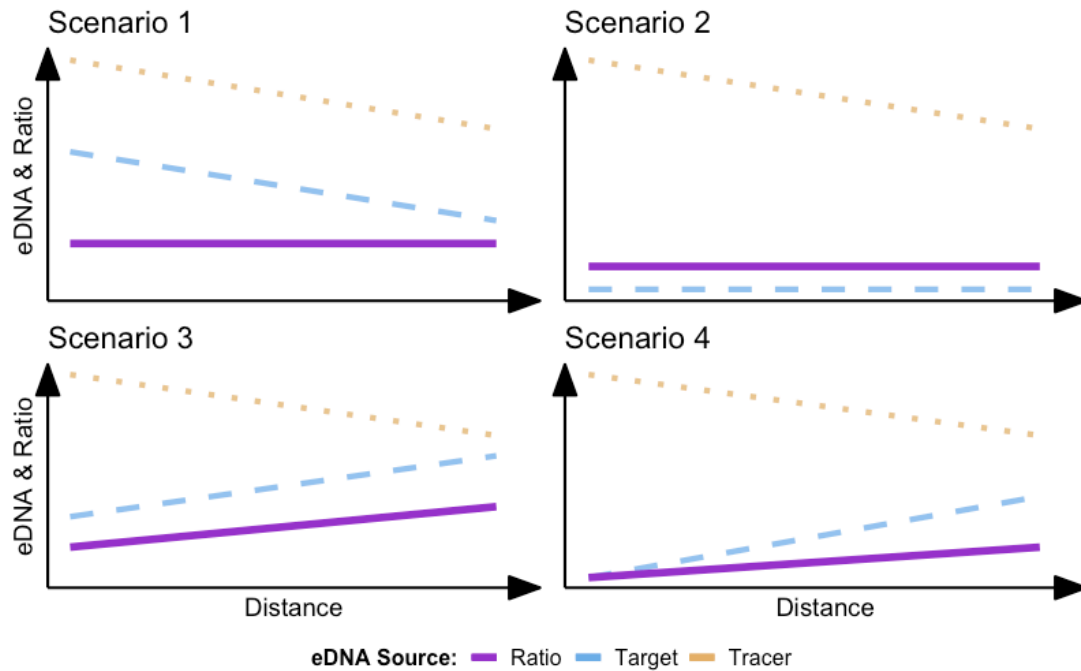 Scenario 1
Scenario 2
eDNA & Ratio
Scenario 3
Scenario 4
eDNA & Ratio
Distance
Distance
eDNA Source: Ratio Target Tracer